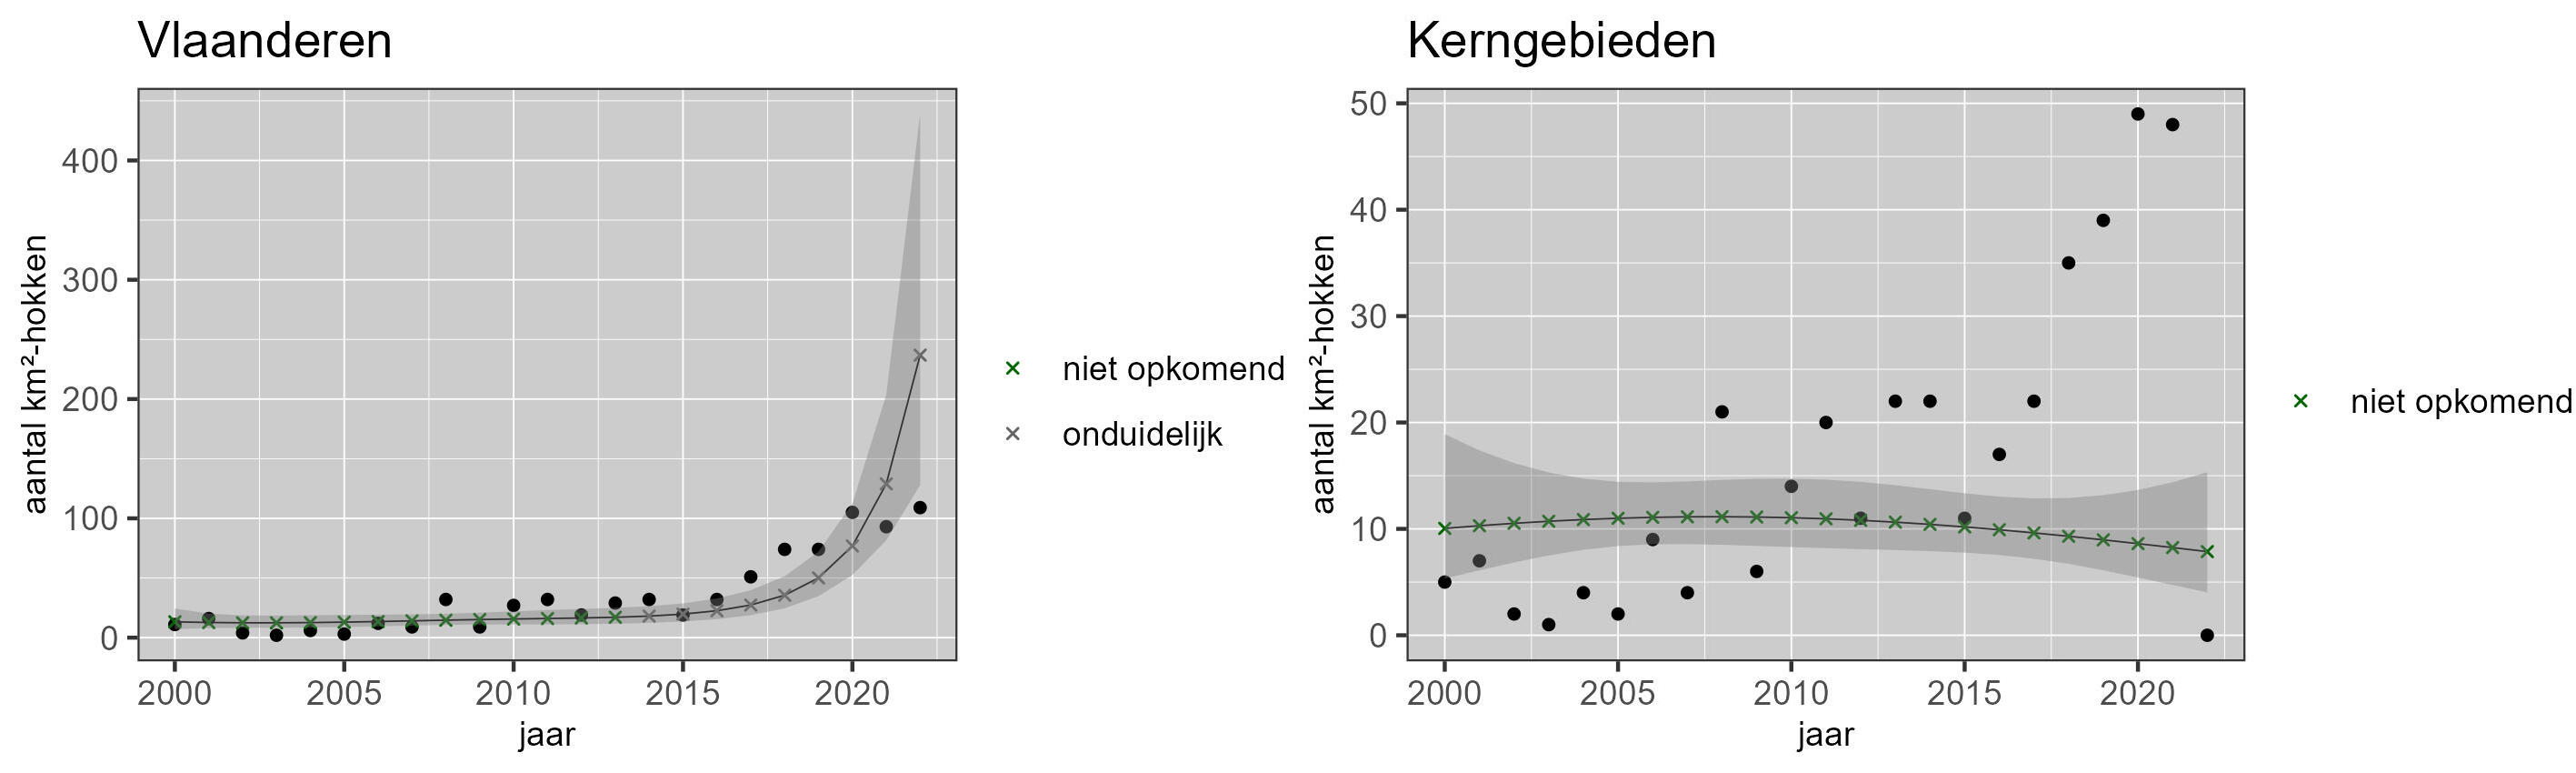 Vlaanderen
aantal km²-hokken
400
300
200
100
0
2000 2005 2010 2015 2020
jaar
niet opkomend
onduidelijk
Kerngebieden
aantal km²-hokken
50
40
30
20
10
0
2000 2005 2010 2015 2020
jaar
niet opkomend